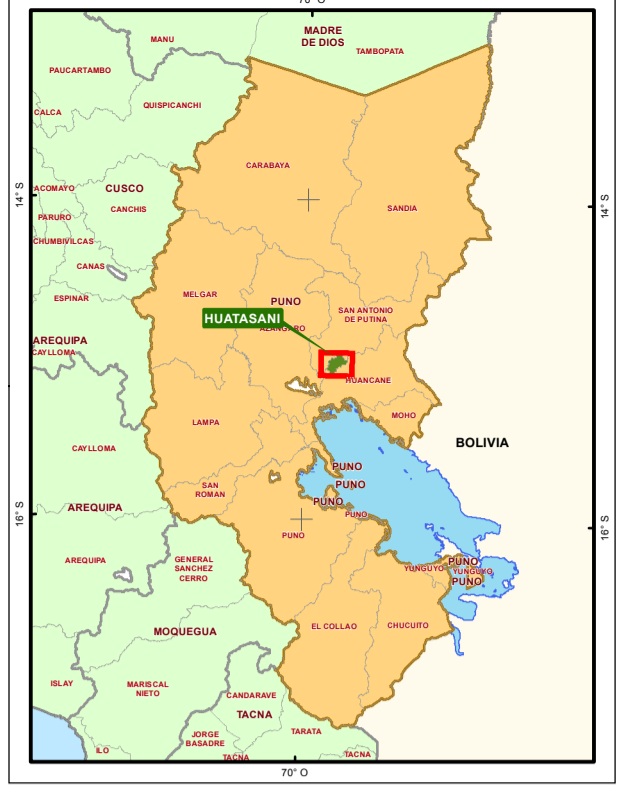 70° O
MADRE
DE DIOS
MANU
TAMBOPATA
PAUCARTAMBO
QUISPICANCHI
CALCA
CARABAYA
ACOMAYO
CUSCO
14° S
14° S
SANDIA
CANCHIS
PARURO
CHUMBIVILCAS
CANAS
ESPINAR
MELGAR
PUNO
SAN ANTONIO
DE PUTINA
HUATASANI
AZANGARO
AREQUIPA
CAYLLOMA
HUANCANE
MOHO
LAMPA
BOLIVIA
CAYLLOMA
PUNO
PUNO
SAN
ROMAN
PUNO
AREQUIPA
PUNO
16° S
16° S
PUNO
AREQUIPA
GENERAL
SANCHEZ
CERRO
PUNO
YUNGUYO
YUNGUYO
PUNO
EL COLLAO
CHUCUITO
MOQUEGUA
ISLAY
MARISCAL
NIETO
CANDARAVE
TACNA
JORGE
BASADRE
TARATA
ILO
TACNA
TACNA
70° O